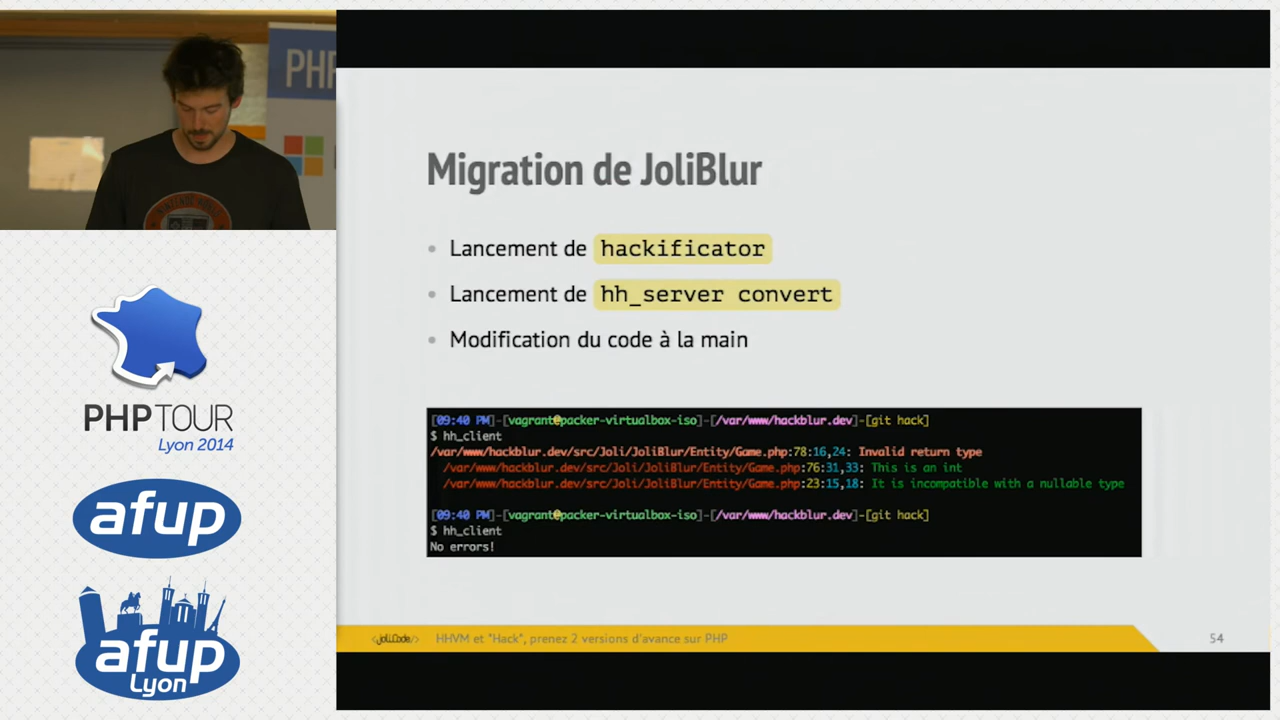 PHP
Migration de JoliBlur
Lancement de hackificator
Lancement de hh_server convert
Modification du code à la main
[09:40 PM]-[vagrant@packer-virtualbox-iso]-[/var/www/hackblur.dev]-[git hack]
$ hh_client
/var/www/hackblur.dev/src/Joli/JoliBlur/Entity/Game.php:78:16,24: Invalid return type
/var/www/hackblur.dev/src/Joli/JoliBlur/Entity/Game.php:76:31,33: This is an int
/var/www/hackblur.dev/src/Joli/JoliBlur/Entity/Game.php:23:15,18: It is incompatible with a nullable type
[09:40 PM]-[vagrant@packer-virtualbox-iso]-[/var/www/hackblur.dev]-[git hack]
$ hh_client
No errors!
<joliCode/> HHVM et "Hack", prenez 2 versions d'avance sur PHP 54
PHPTOUR
Lyon 2014
afup
afup
Lyon